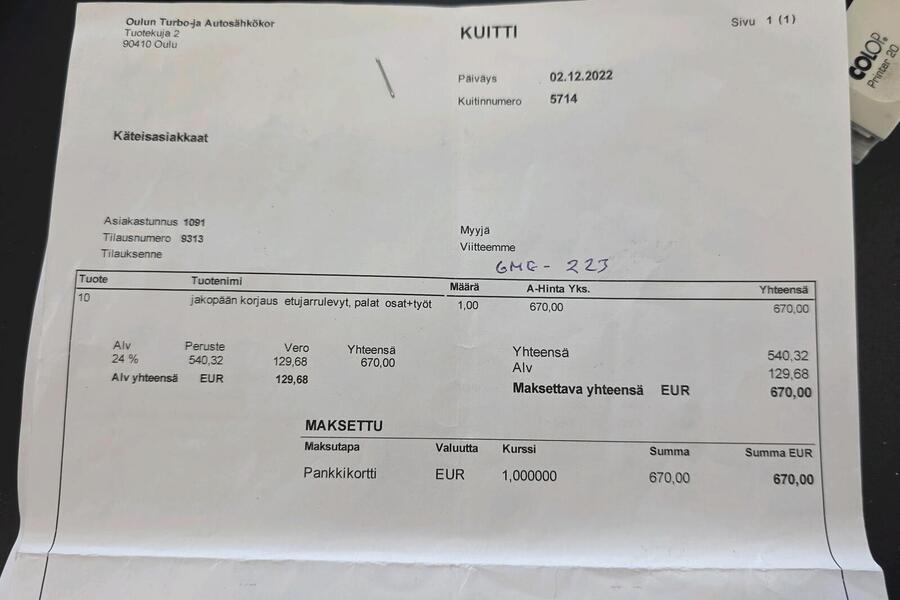 Oulun Turbo-ja Autosähkökor
Tuotekuja 2
90410 Oulu
KUITTI
Sivu 1 (1)
COLOP
Printer 20
Päiväys 02.12.2022
Kuitinnumero 5714
Käteisasiakkaat
Asiakastunnus 1091
Tilausnumero 9313
Tilauksenne
Myyjä
Viitteemme
GMG - 223
Tuote Tuotenimi Määrä A-Hinta Yks. Yhteensä
10 jakopään korjaus etujarrulevyt, palat osat+työt 1,00 670,00 670,00
Alv Peruste Vero Yhteensä
24 % 540,32 129,68 670,00
Alv yhteensä EUR 129,68
Yhteensä 540,32
Alv 129,68
Maksettava yhteensä EUR 670,00
MAKSETTU
Maksutapa Valuutta Kurssi Summa Summa EUR
Pankkikortti EUR 1,000000 670,00 670,00